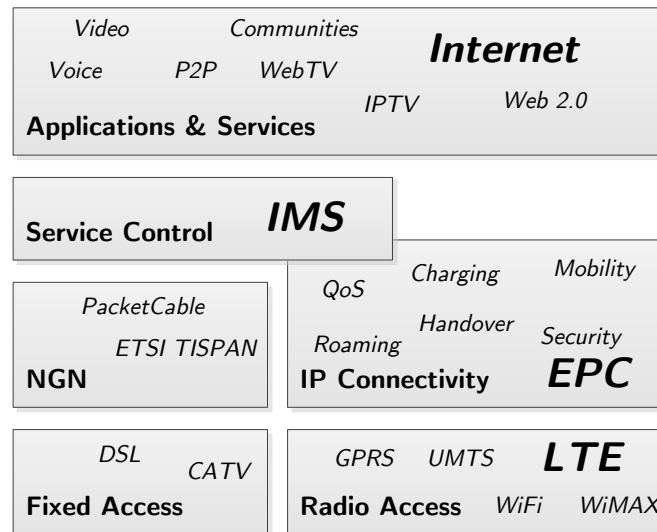 Video Communities
Internet
Voice P2P WebTV
IPTV Web 2.0
Applications & Services
Service Control IMS
PacketCable
ETSI TISPAN
NGN
QoS Charging Mobility
Roaming Handover Security
IP Connectivity EPC
DSL
CATV
Fixed Access
GPRS UMTS LTE
Radio Access WiFi WiMAX